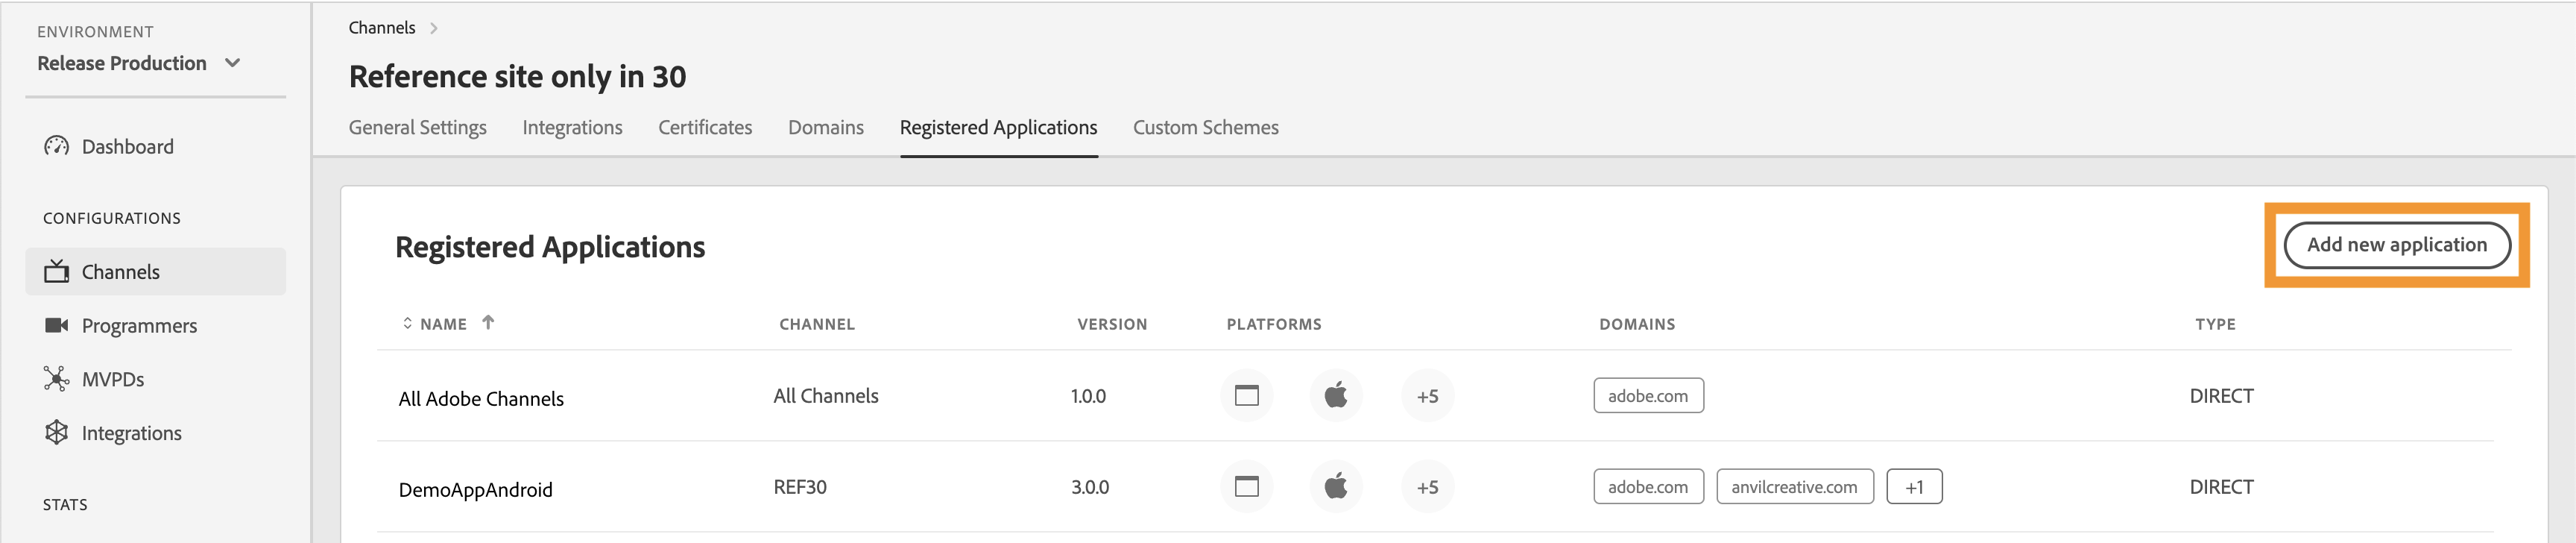 ENVIRONMENT
Release Production
Dashboard
CONFIGURATIONS
Channels
Programmers
MVPDs
Integrations
STATS
Channels
Reference site only in 30
General Settings Integrations Certificates Domains Registered Applications Custom Schemes
Registered Applications
Add new application
NAME CHANNEL VERSION PLATFORMS DOMAINS TYPE
All Adobe Channels All Channels 1.0.0 +5 adobe.com DIRECT
DemoAppAndroid REF30 3.0.0 +5 adobe.com anvilcreative.com +1 DIRECT